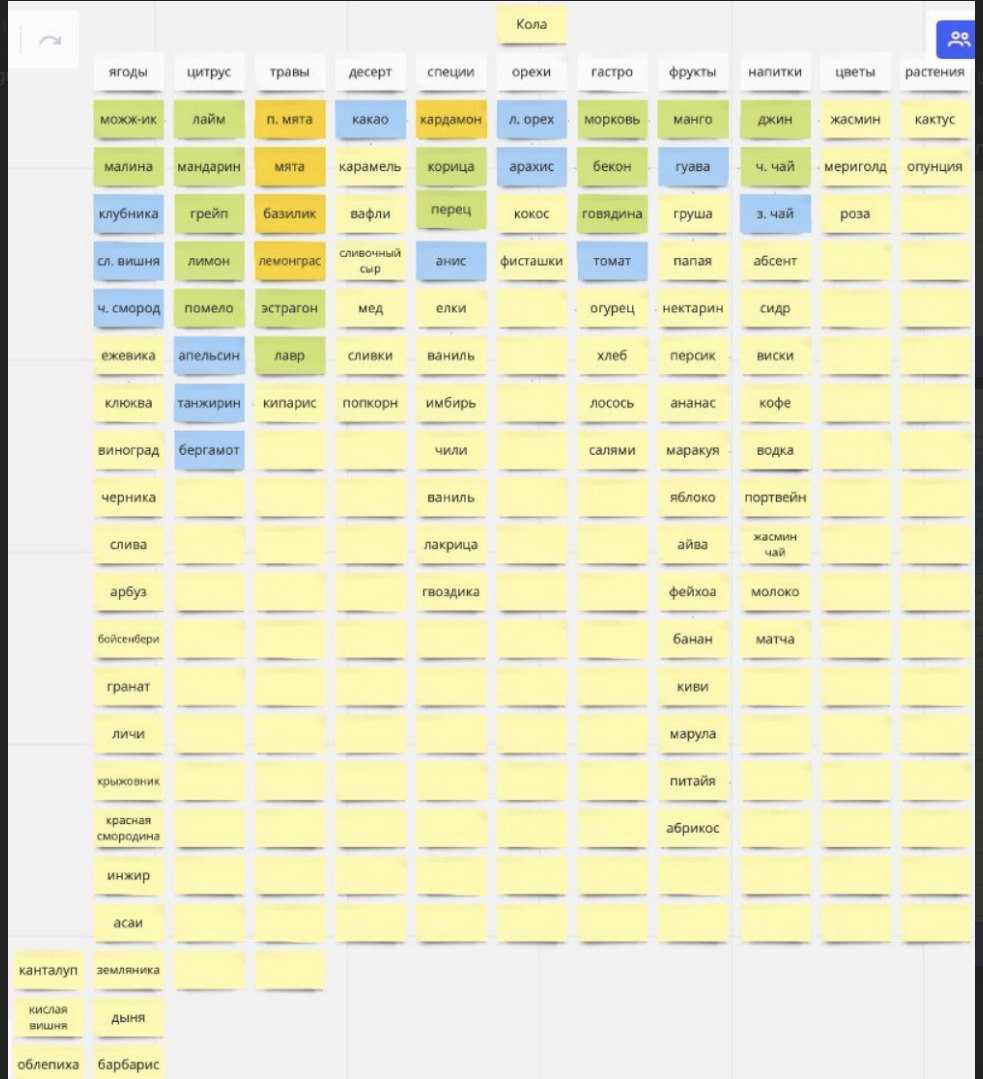 Кола
ягоды цитрус травы десерт специи орехи гастро фрукты напитки цветы растения
можж-ик лайм п. мята какао кардамон л. орех морковь манго джин жасмин кактус
малина мандарин мята карамель корица арахис бекон гуава ч. чай мериголд опунция
клубника грейп базилик вафли перец кокос говядина груша з. чай роза
сл. вишня лимон лемонграс сливочный сыр анис фисташки томат папая абсент
ч. смород помело эстрагон мед елки огурец нектарин сидр
ежевика апельсин лавр сливки ваниль хлеб персик виски
клюква танжирин кипарис попкорн имбирь лосось ананас кофе
виноград бергамот чили салями маракуя водка
черника ваниль яблоко портвейн
слива лакрица айва жасмин чай
арбуз гвоздика фейхоа молоко
бойсенбери банан матча
гранат киви
личи марула
крыжовник питайя
красная смородина абрикос
инжир
асаи
канталуп земляника
кислая вишня дыня
облепиха барбарис